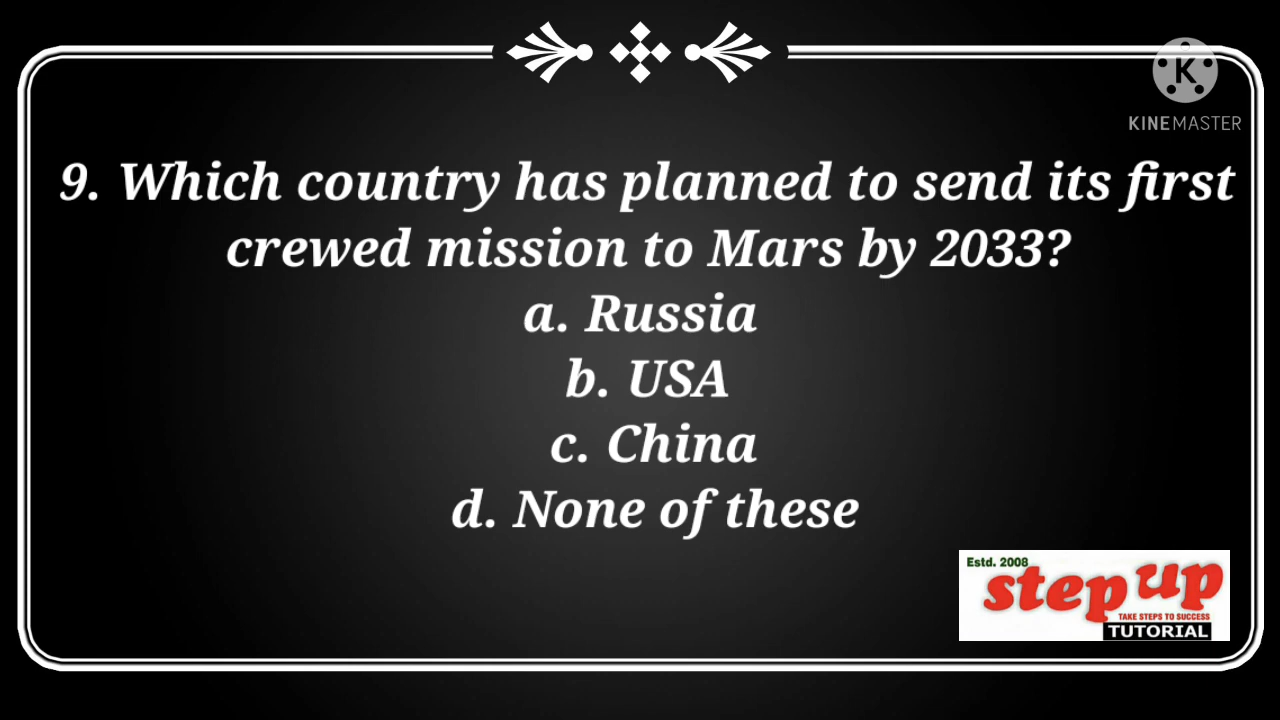 KINEMASTER
9. Which country has planned to send its first
crewed mission to Mars by 2033?
a. Russia
b. USA
c. China
d. None of these
Estd. 2008
step up
TAKE STEPS TO SUCCESS
TUTORIAL